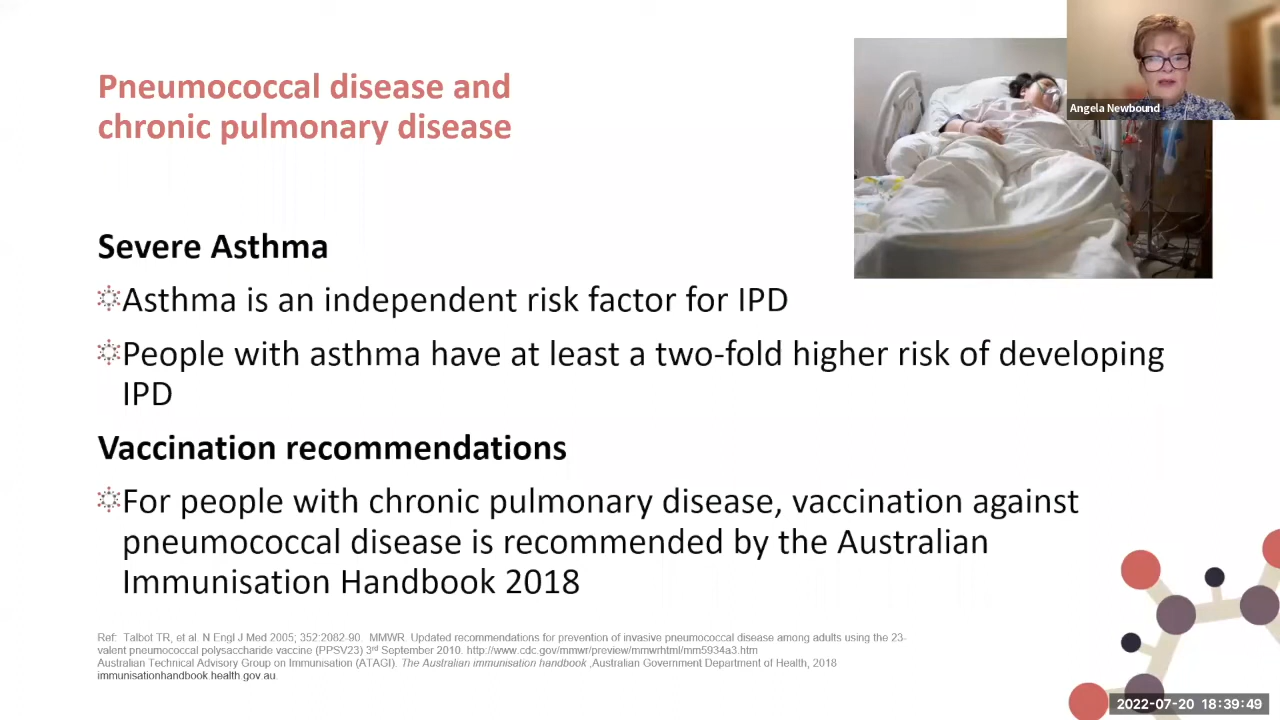 Pneumococcal disease and
chronic pulmonary disease
Angela Newbound
Severe Asthma
Asthma is an independent risk factor for IPD
People with asthma have at least a two-fold higher risk of developing
IPD
Vaccination recommendations
For people with chronic pulmonary disease, vaccination against
pneumococcal disease is recommended by the Australian
Immunisation Handbook 2018
Ref: Talbot TR, et al. N Engl J Med 2005; 352:2082-90. MMWR. Updated recommendations for prevention of invasive pneumococcal disease among adults using the 23-
valent pneumococcal polysaccharide vaccine (PPSV23) 3rd September 2010. http://www.cdc.gov/mmwr/preview/mmwrhtml/mm5934a3.htm
Australian Technical Advisory Group on Immunisation (ATAGI). The Australian immunisation handbook ,Australian Government Department of Health, 2018
immunisationhandbook.health.gov.au.
2022-07-20 18:39:49